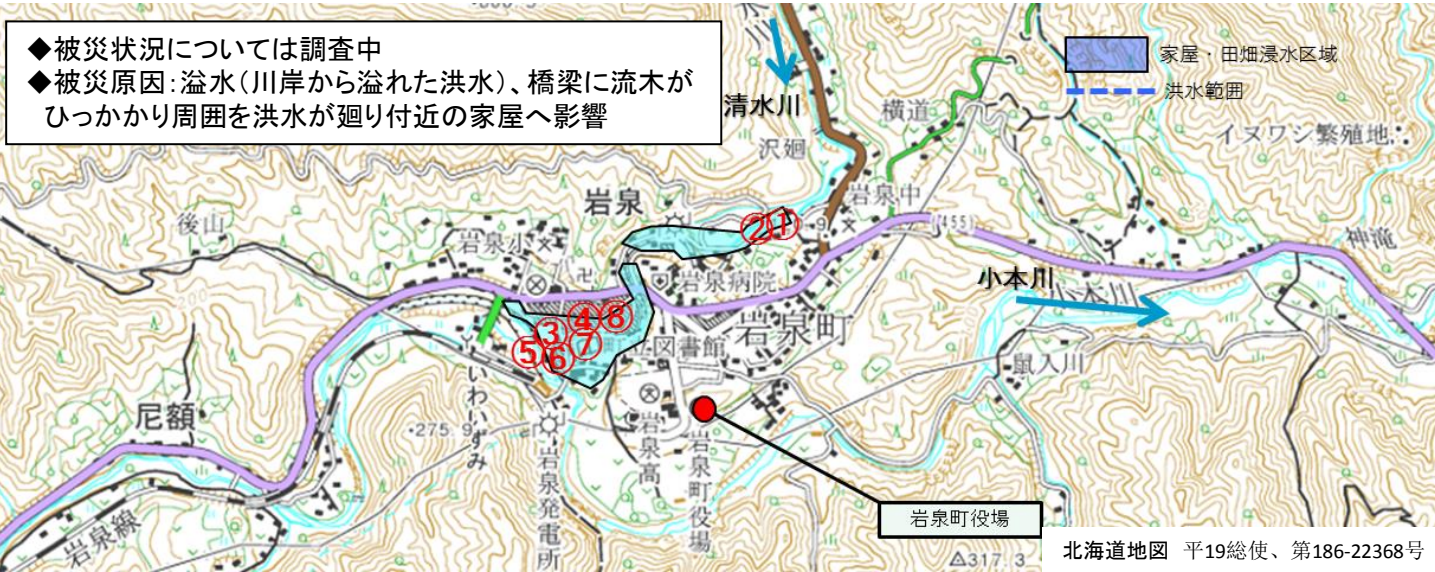 ◆被災状況については調査中
◆被災原因：溢水（川岸から溢れた洪水）、橋梁に流木が
ひっかかり周囲を洪水が廻り付近の家屋へ影響
家屋・田畑浸水区域
洪水範囲
清水川
横道
沢廻
イヌワシ繁殖地
岩泉
岩泉中
②①
後山
岩泉小
(455)
神滝
岩泉病院
小本川
小本川
岩泉町
③④⑧
⑤⑥⑦
図書館
鼠入川
いわいずみ
尼額
・275.9
岩泉高
岩泉町役場
岩泉発電所
岩泉線
岩泉町役場
△317.3
北海道地図 平19総使、第186-22368号